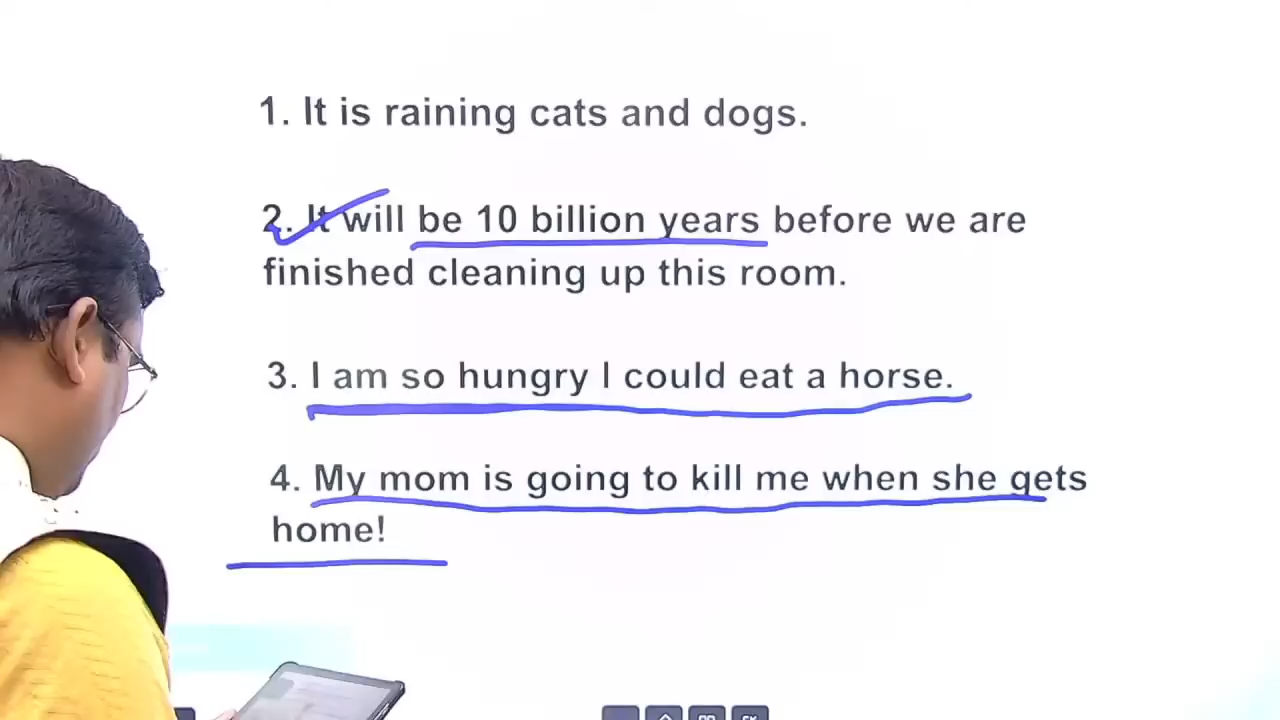 1. It is raining cats and dogs.
2. It will be 10 billion years before we are
finished cleaning up this room.
3. I am so hungry I could eat a horse.
4. My mom is going to kill me when she gets
home!